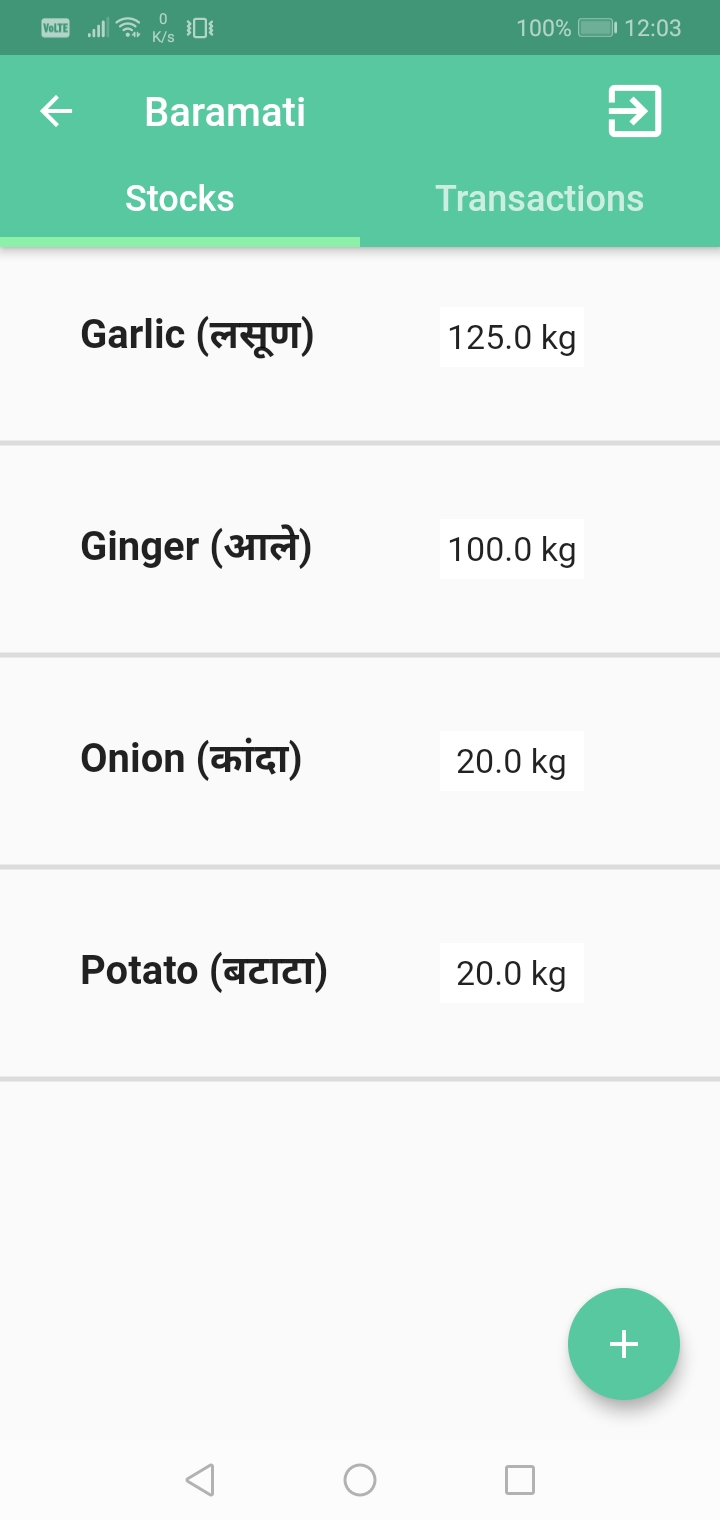 VoLTE 0 K/s 100% 12:03
Baramati
Stocks Transactions
Garlic (लसूण) 125.0 kg
Ginger (आले) 100.0 kg
Onion (कांदा) 20.0 kg
Potato (बटाटा) 20.0 kg